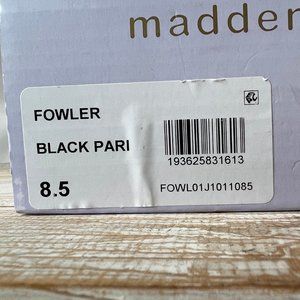 madden
FOWLER
BLACK PARI
193625831613
8.5
FOWL01J1011085